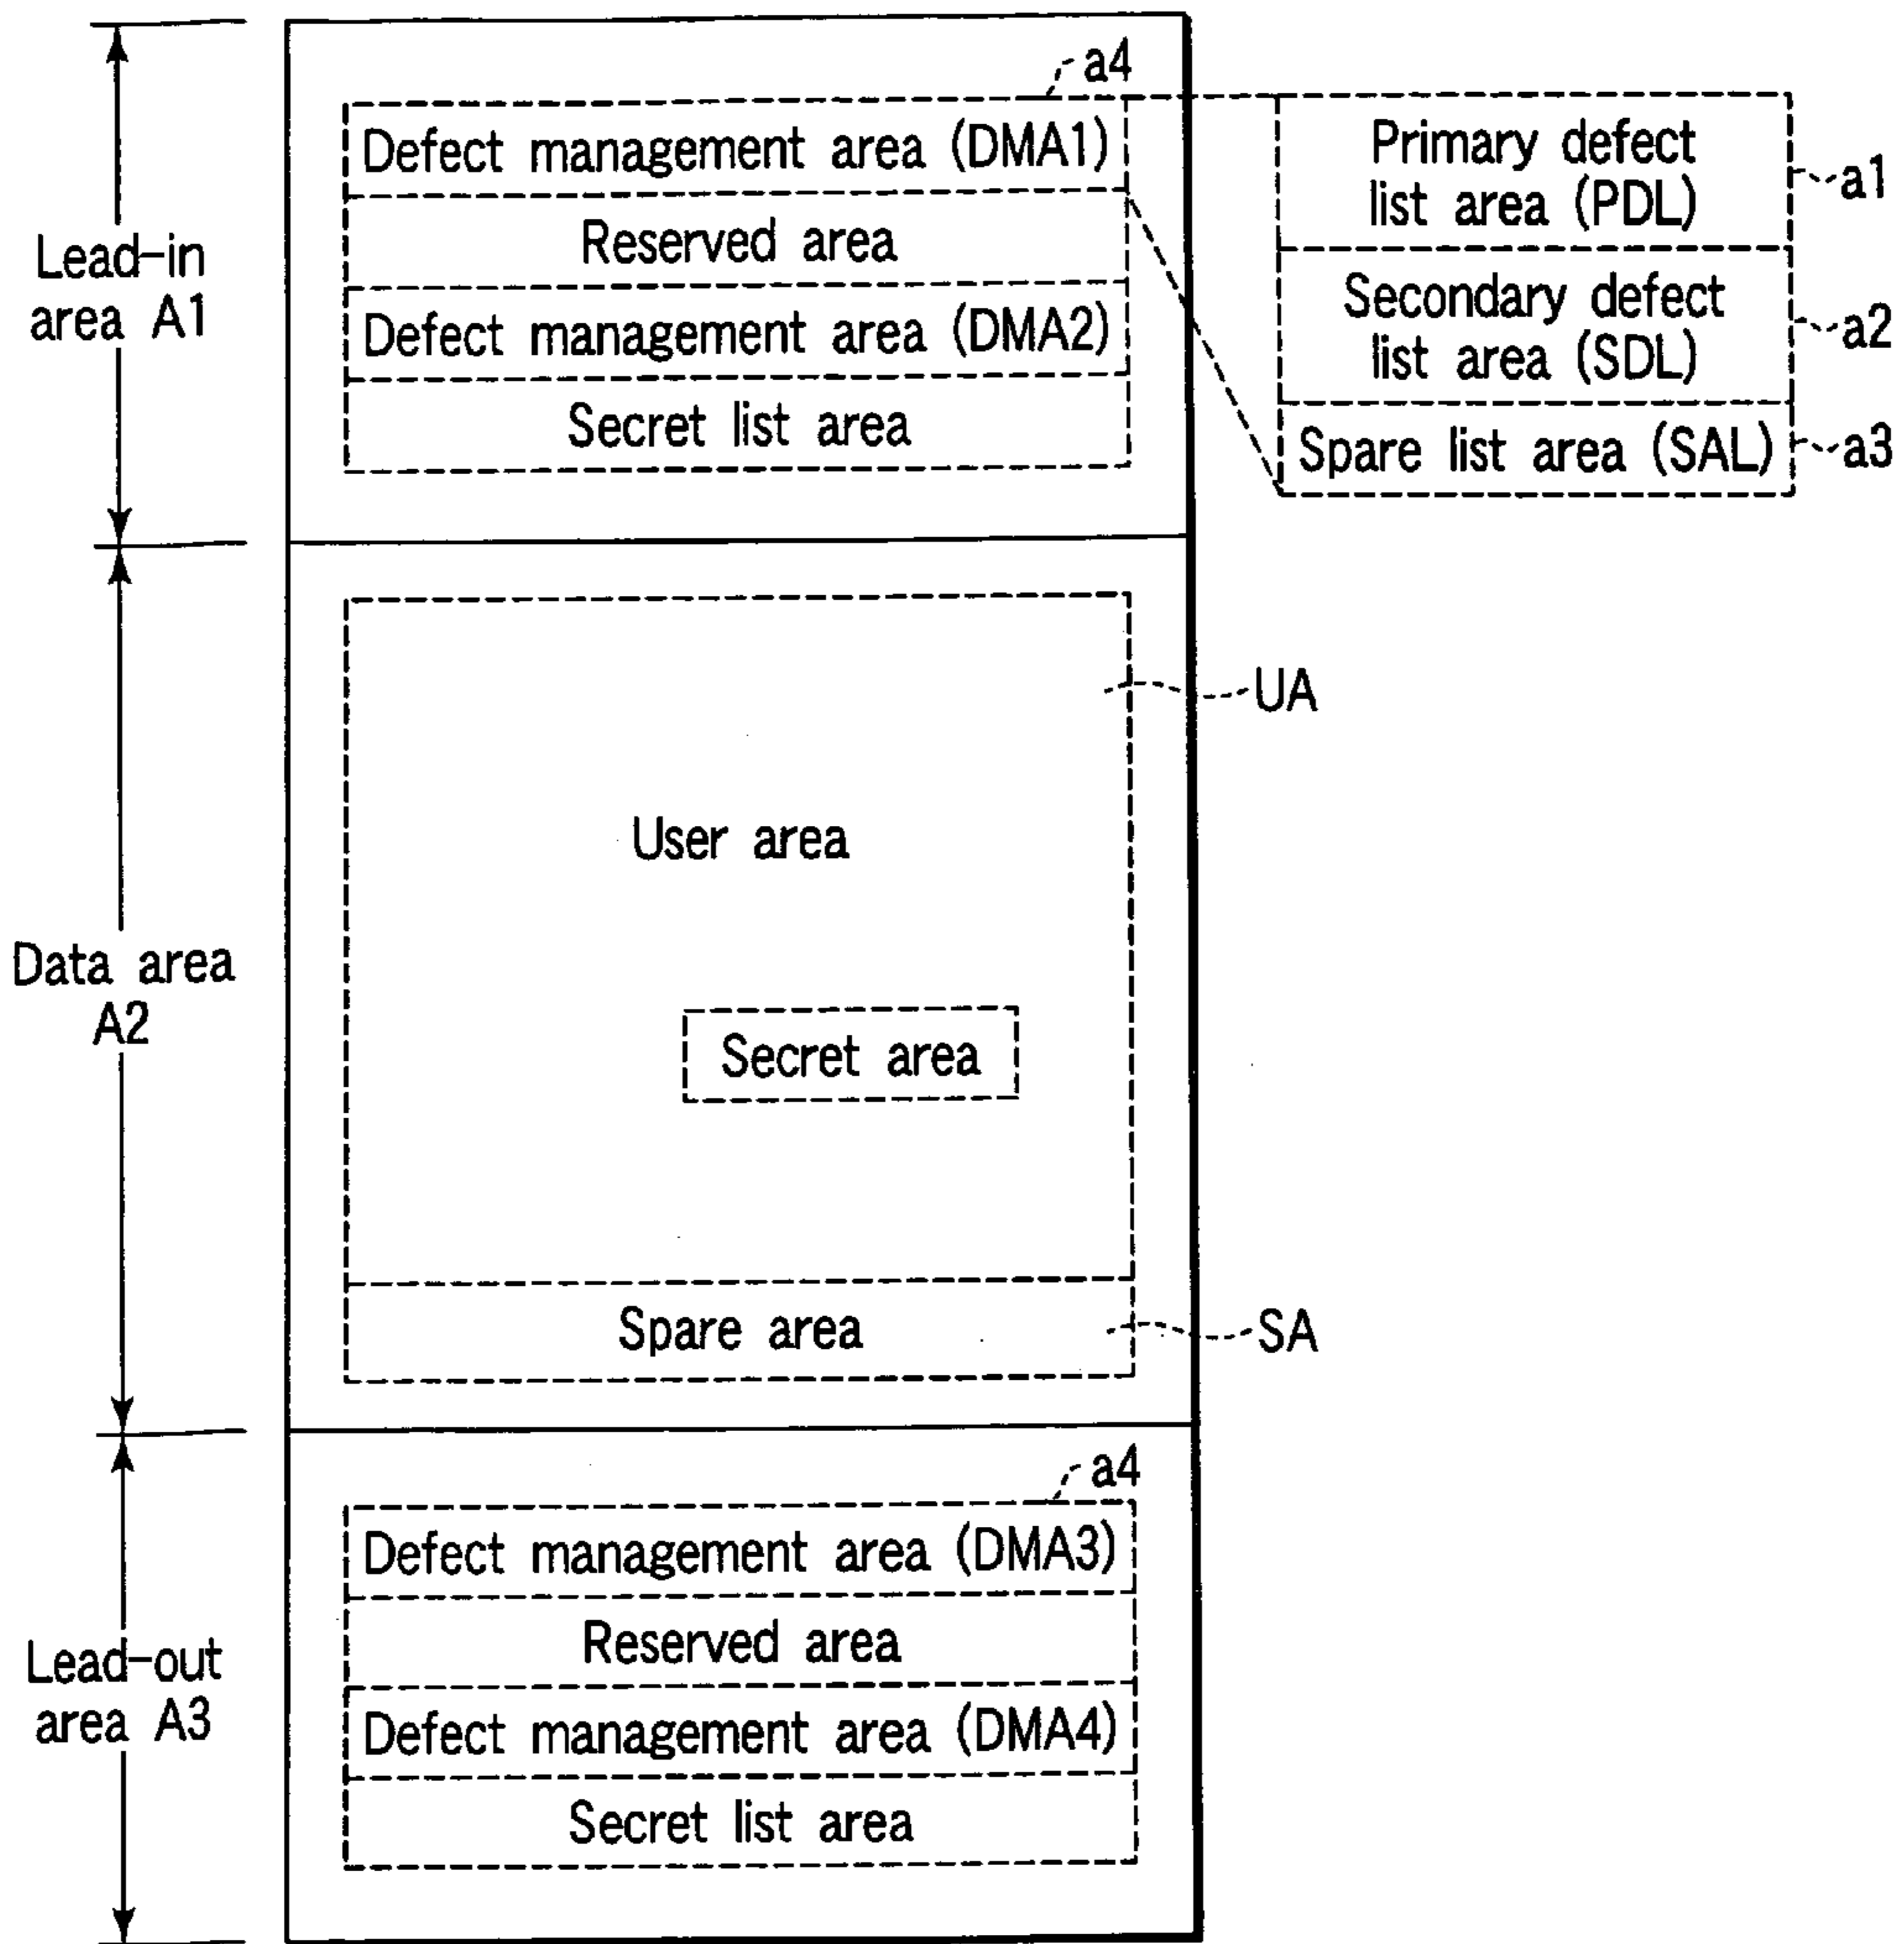 a4
Defect management area (DMA1)
Reserved area
Defect management area (DMA2)
Secret list area
Primary defect
list area (PDL)
a1
Secondary defect
list area (SDL)
a2
Spare list area (SAL)
a3
Lead-in
area A1
UA
User area
Secret area
Data area
A2
Spare area
SA
a4
Defect management area (DMA3)
Reserved area
Defect management area (DMA4)
Secret list area
Lead-out
area A3